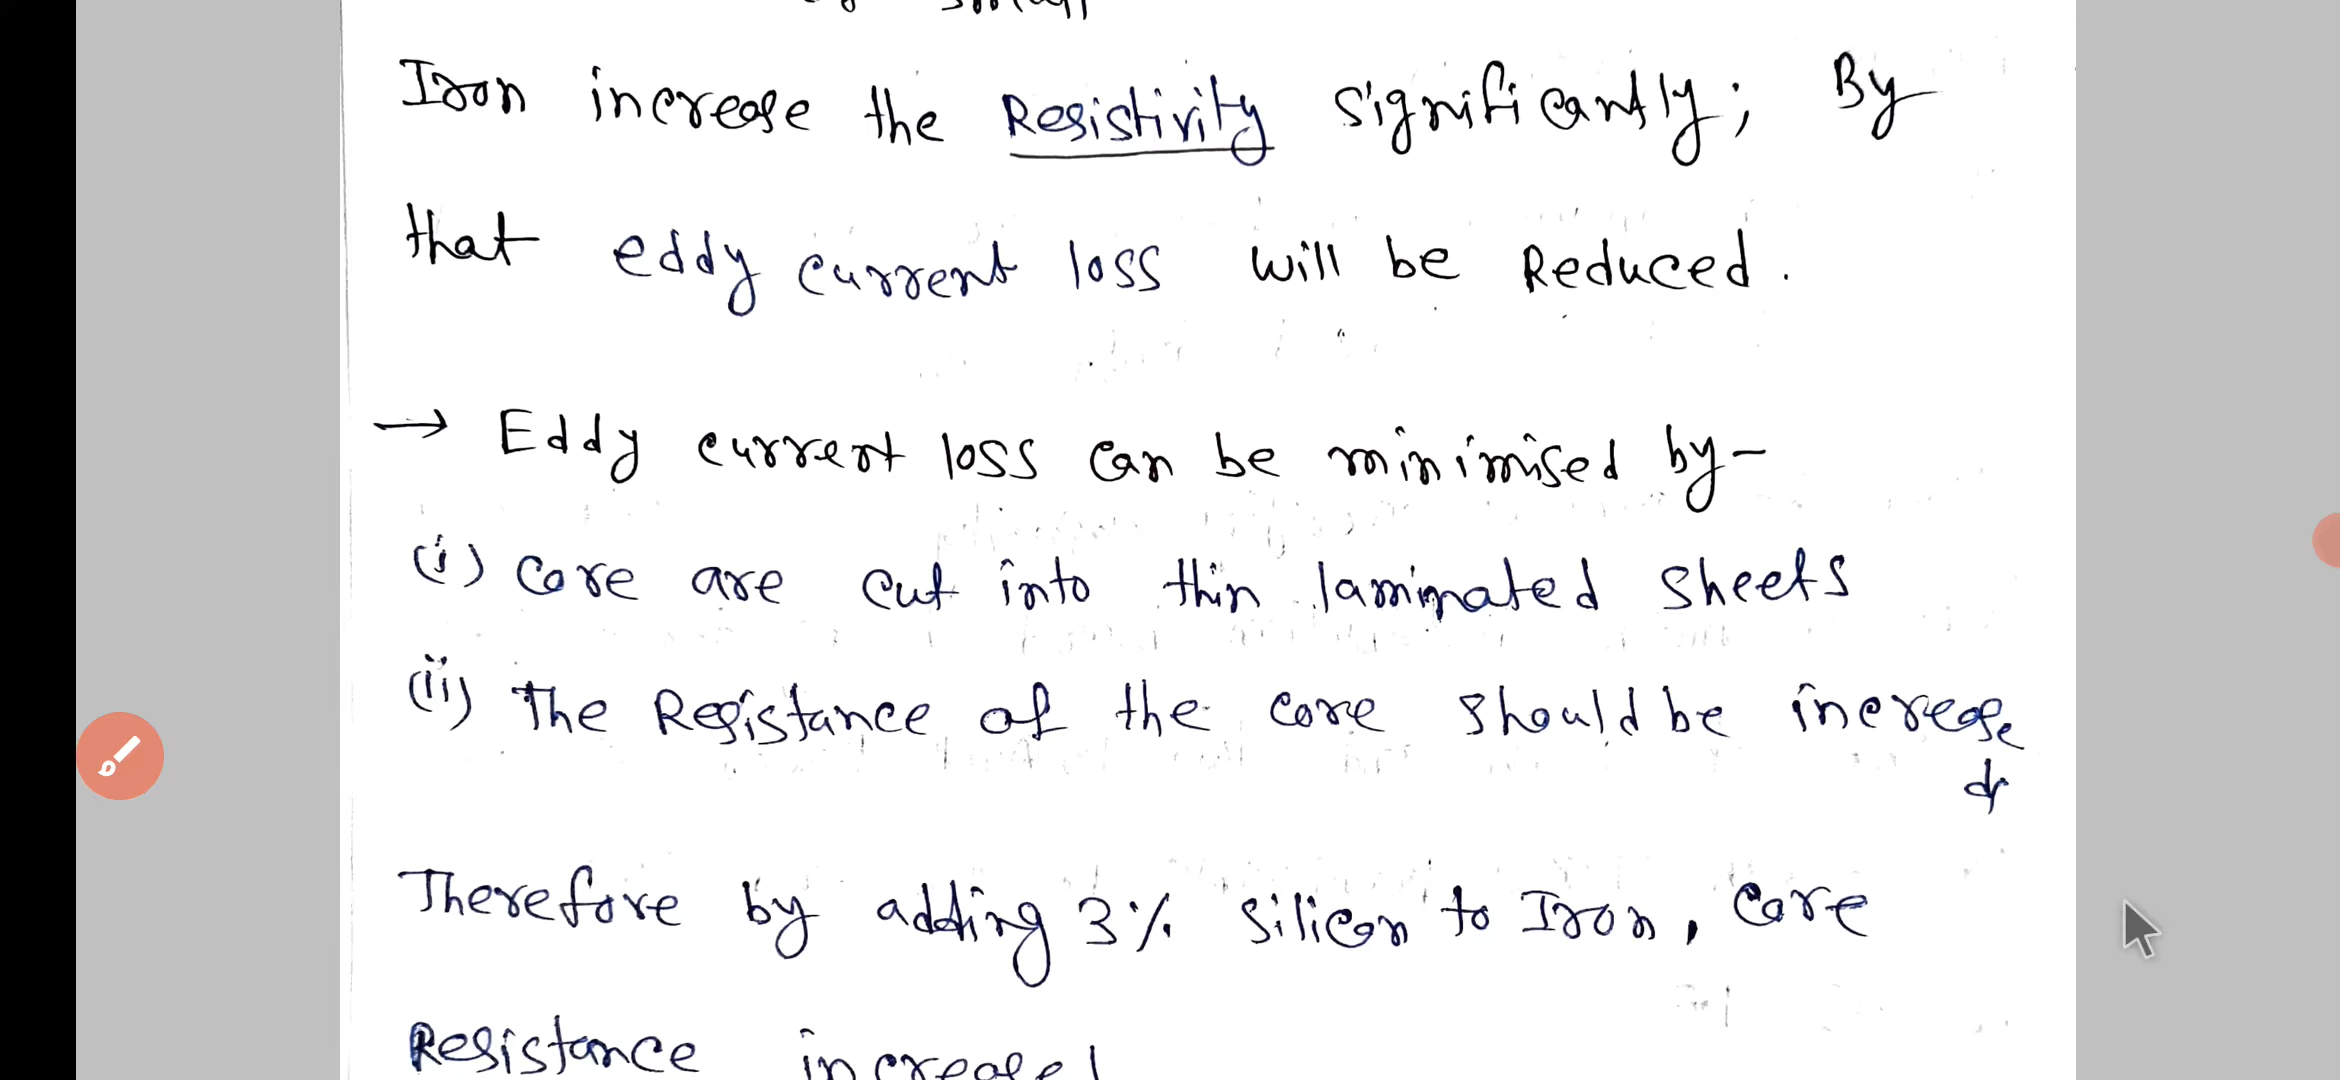 Iron increase the Resistivity significantly; By
that eddy current loss will be Reduced.
→ Eddy current loss can be minimised by-
(i) core are cut into thin laminated sheets
(ii) The Resistance of the core should be increase
d
Therefore by adding 3% silicon to Iron, core
Resistance increased